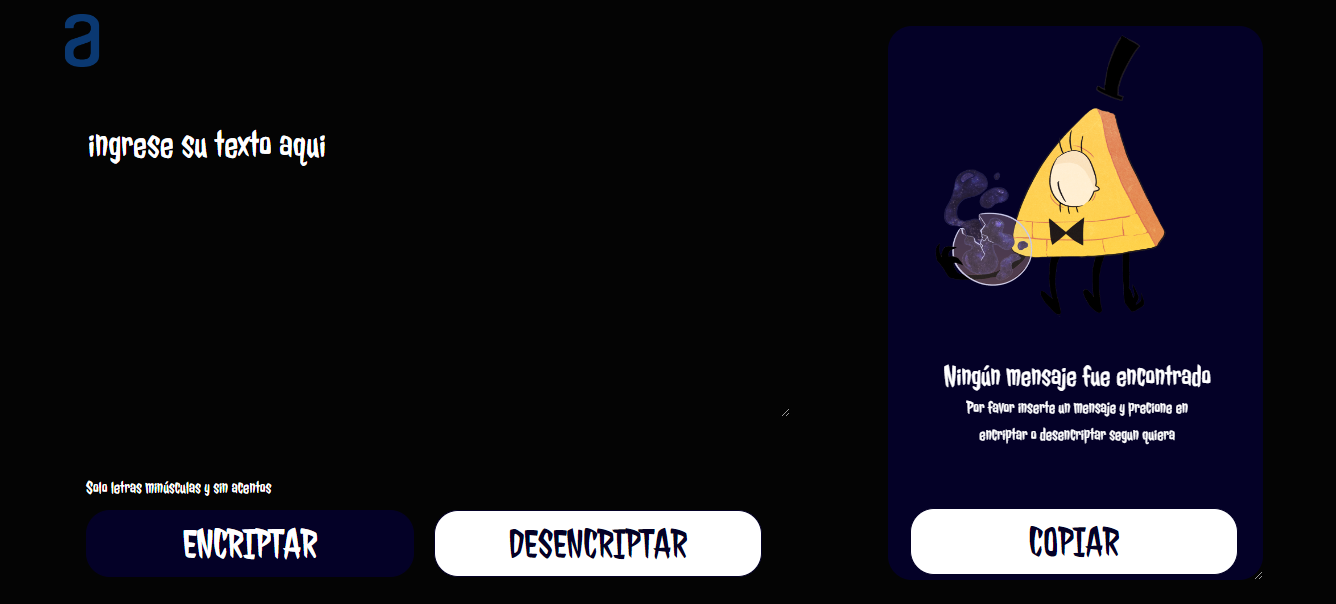 a
ingrese su texto aqui
Solo letras minúsculas y sin acentos
ENCRIPTAR
DESENCRIPTAR
Ningún mensaje fue encontrado
Por favor inserte un mensaje y precione en
encriptar o desencriptar segun quiera
COPIAR